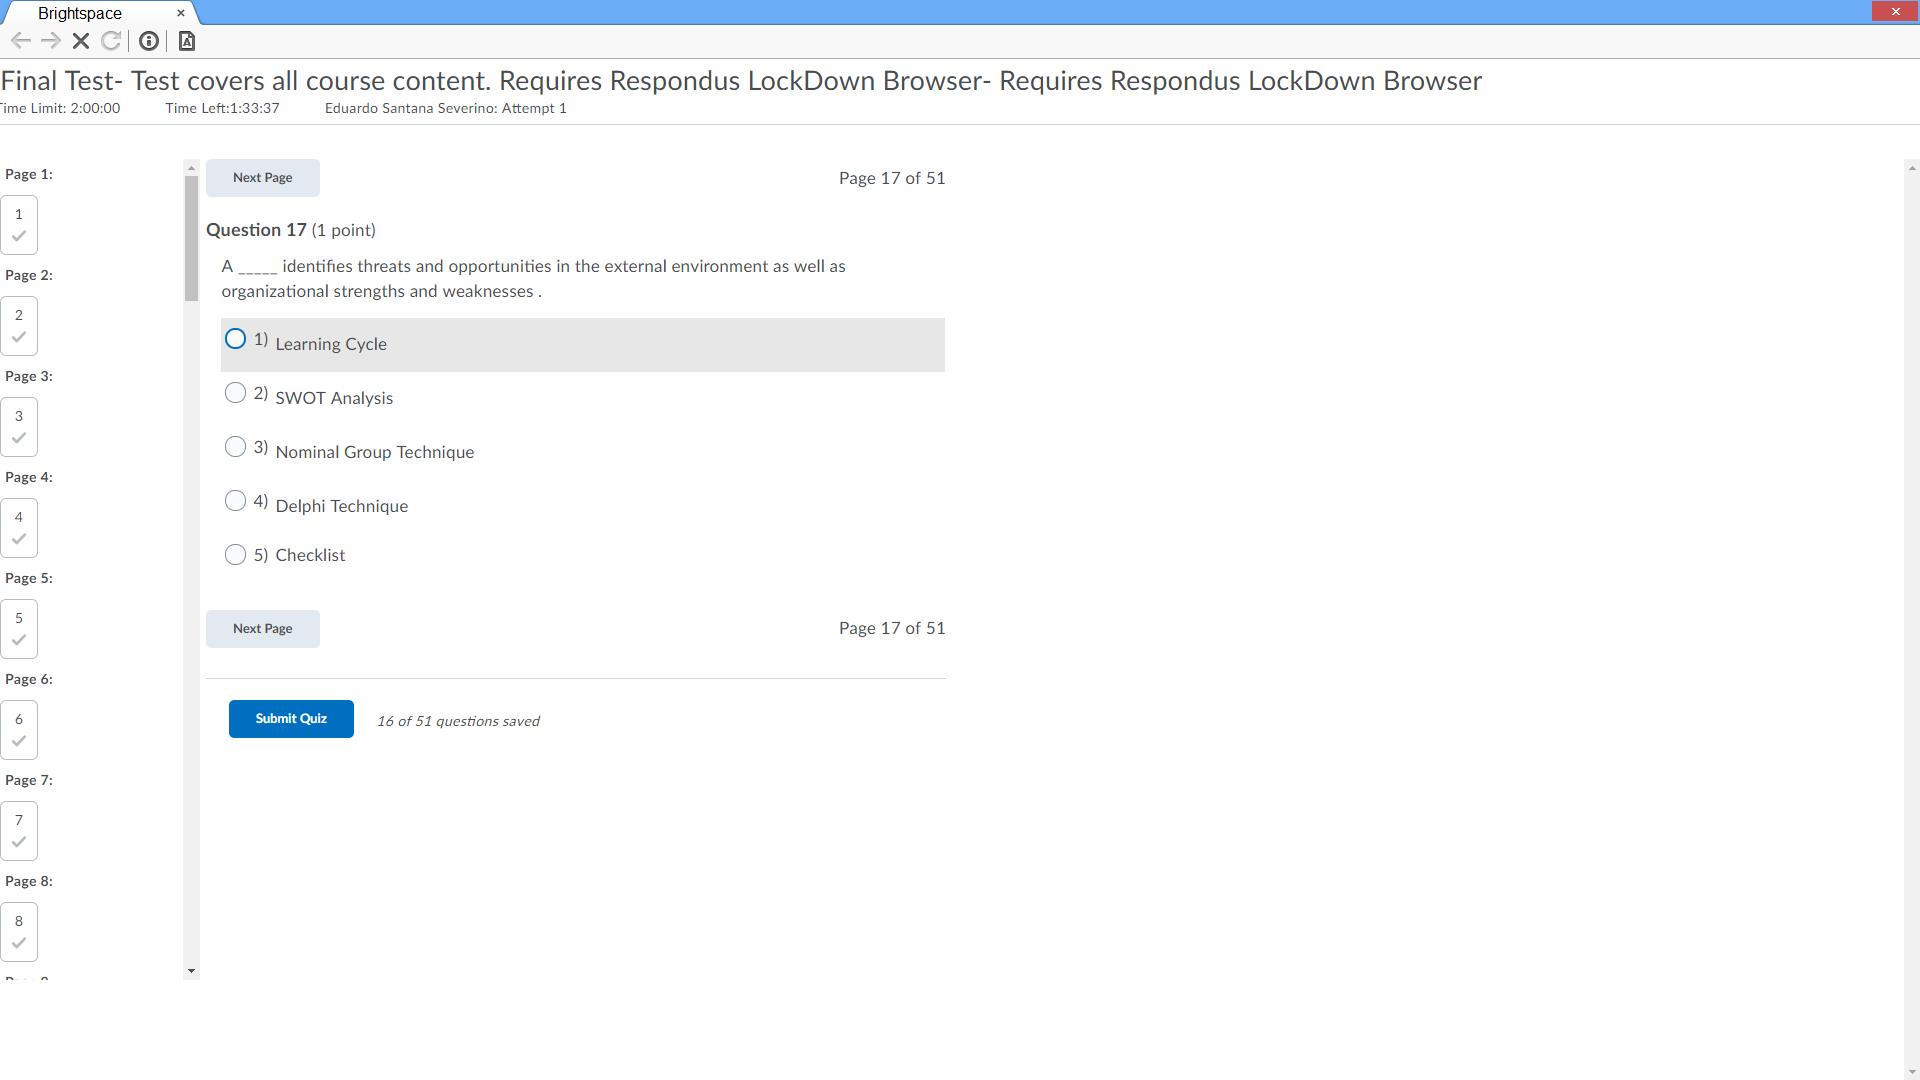 Brightspace
Final Test- Test covers all course content. Requires Respondus LockDown Browser- Requires Respondus LockDown Browser
Time Limit: 2:00:00 Time Left:1:33:37 Eduardo Santana Severino: Attempt 1
Page 1:
1
Page 2:
2
Page 3:
3
Page 4:
4
Page 5:
5
Page 6:
6
Page 7:
7
Page 8:
8
Next Page Page 17 of 51
Question 17 (1 point)
A _____ identifies threats and opportunities in the external environment as well as
organizational strengths and weaknesses .
1) Learning Cycle
2) SWOT Analysis
3) Nominal Group Technique
4) Delphi Technique
5) Checklist
Next Page Page 17 of 51
Submit Quiz 16 of 51 questions saved